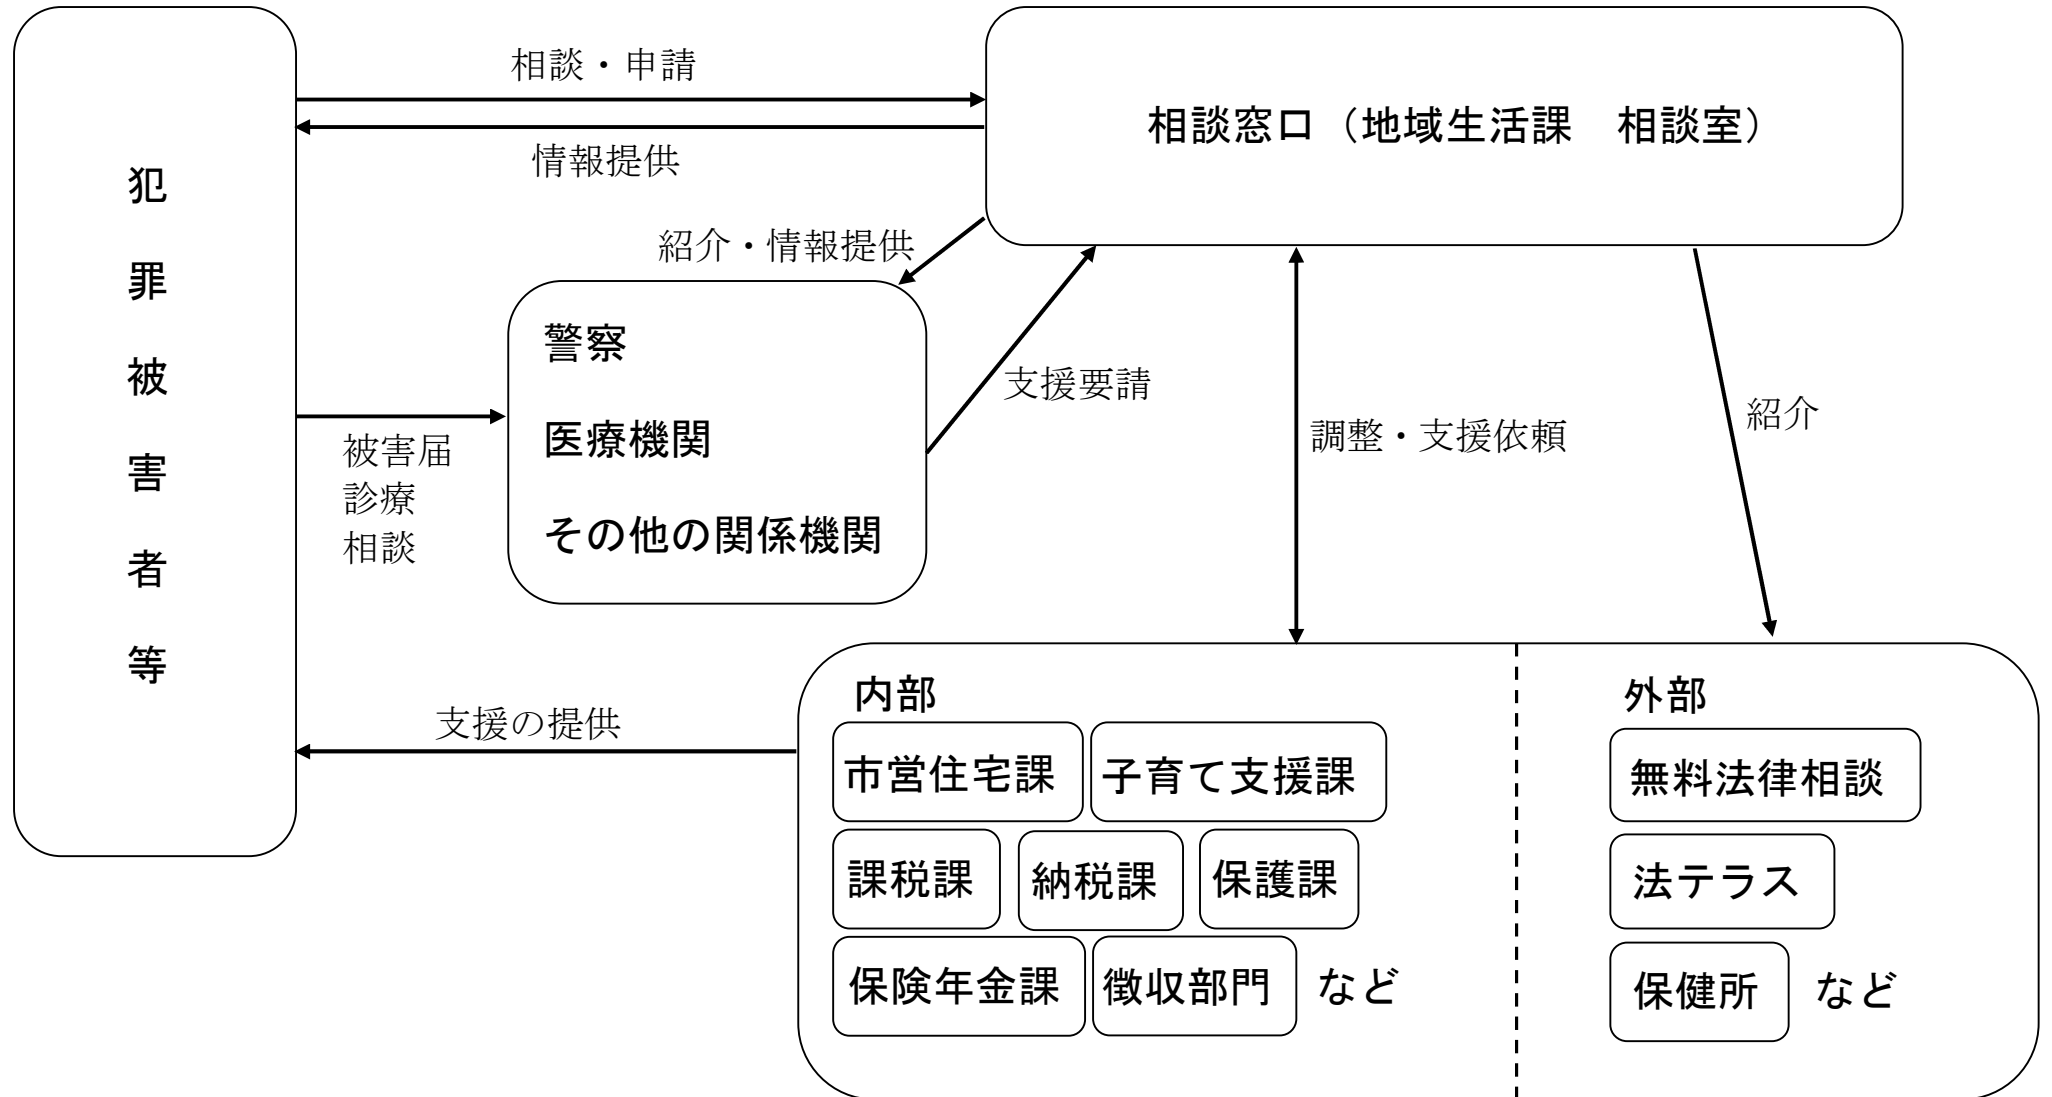 犯罪被害者等
相談・申請
情報提供
相談窓口（地域生活課　相談室）
紹介・情報提供
警察
医療機関
その他の関係機関
被害届
診療
相談
支援要請
調整・支援依頼
紹介
支援の提供
内部
市営住宅課
子育て支援課
課税課
納税課
保護課
保険年金課
徴収部門
など
外部
無料法律相談
法テラス
保健所
など